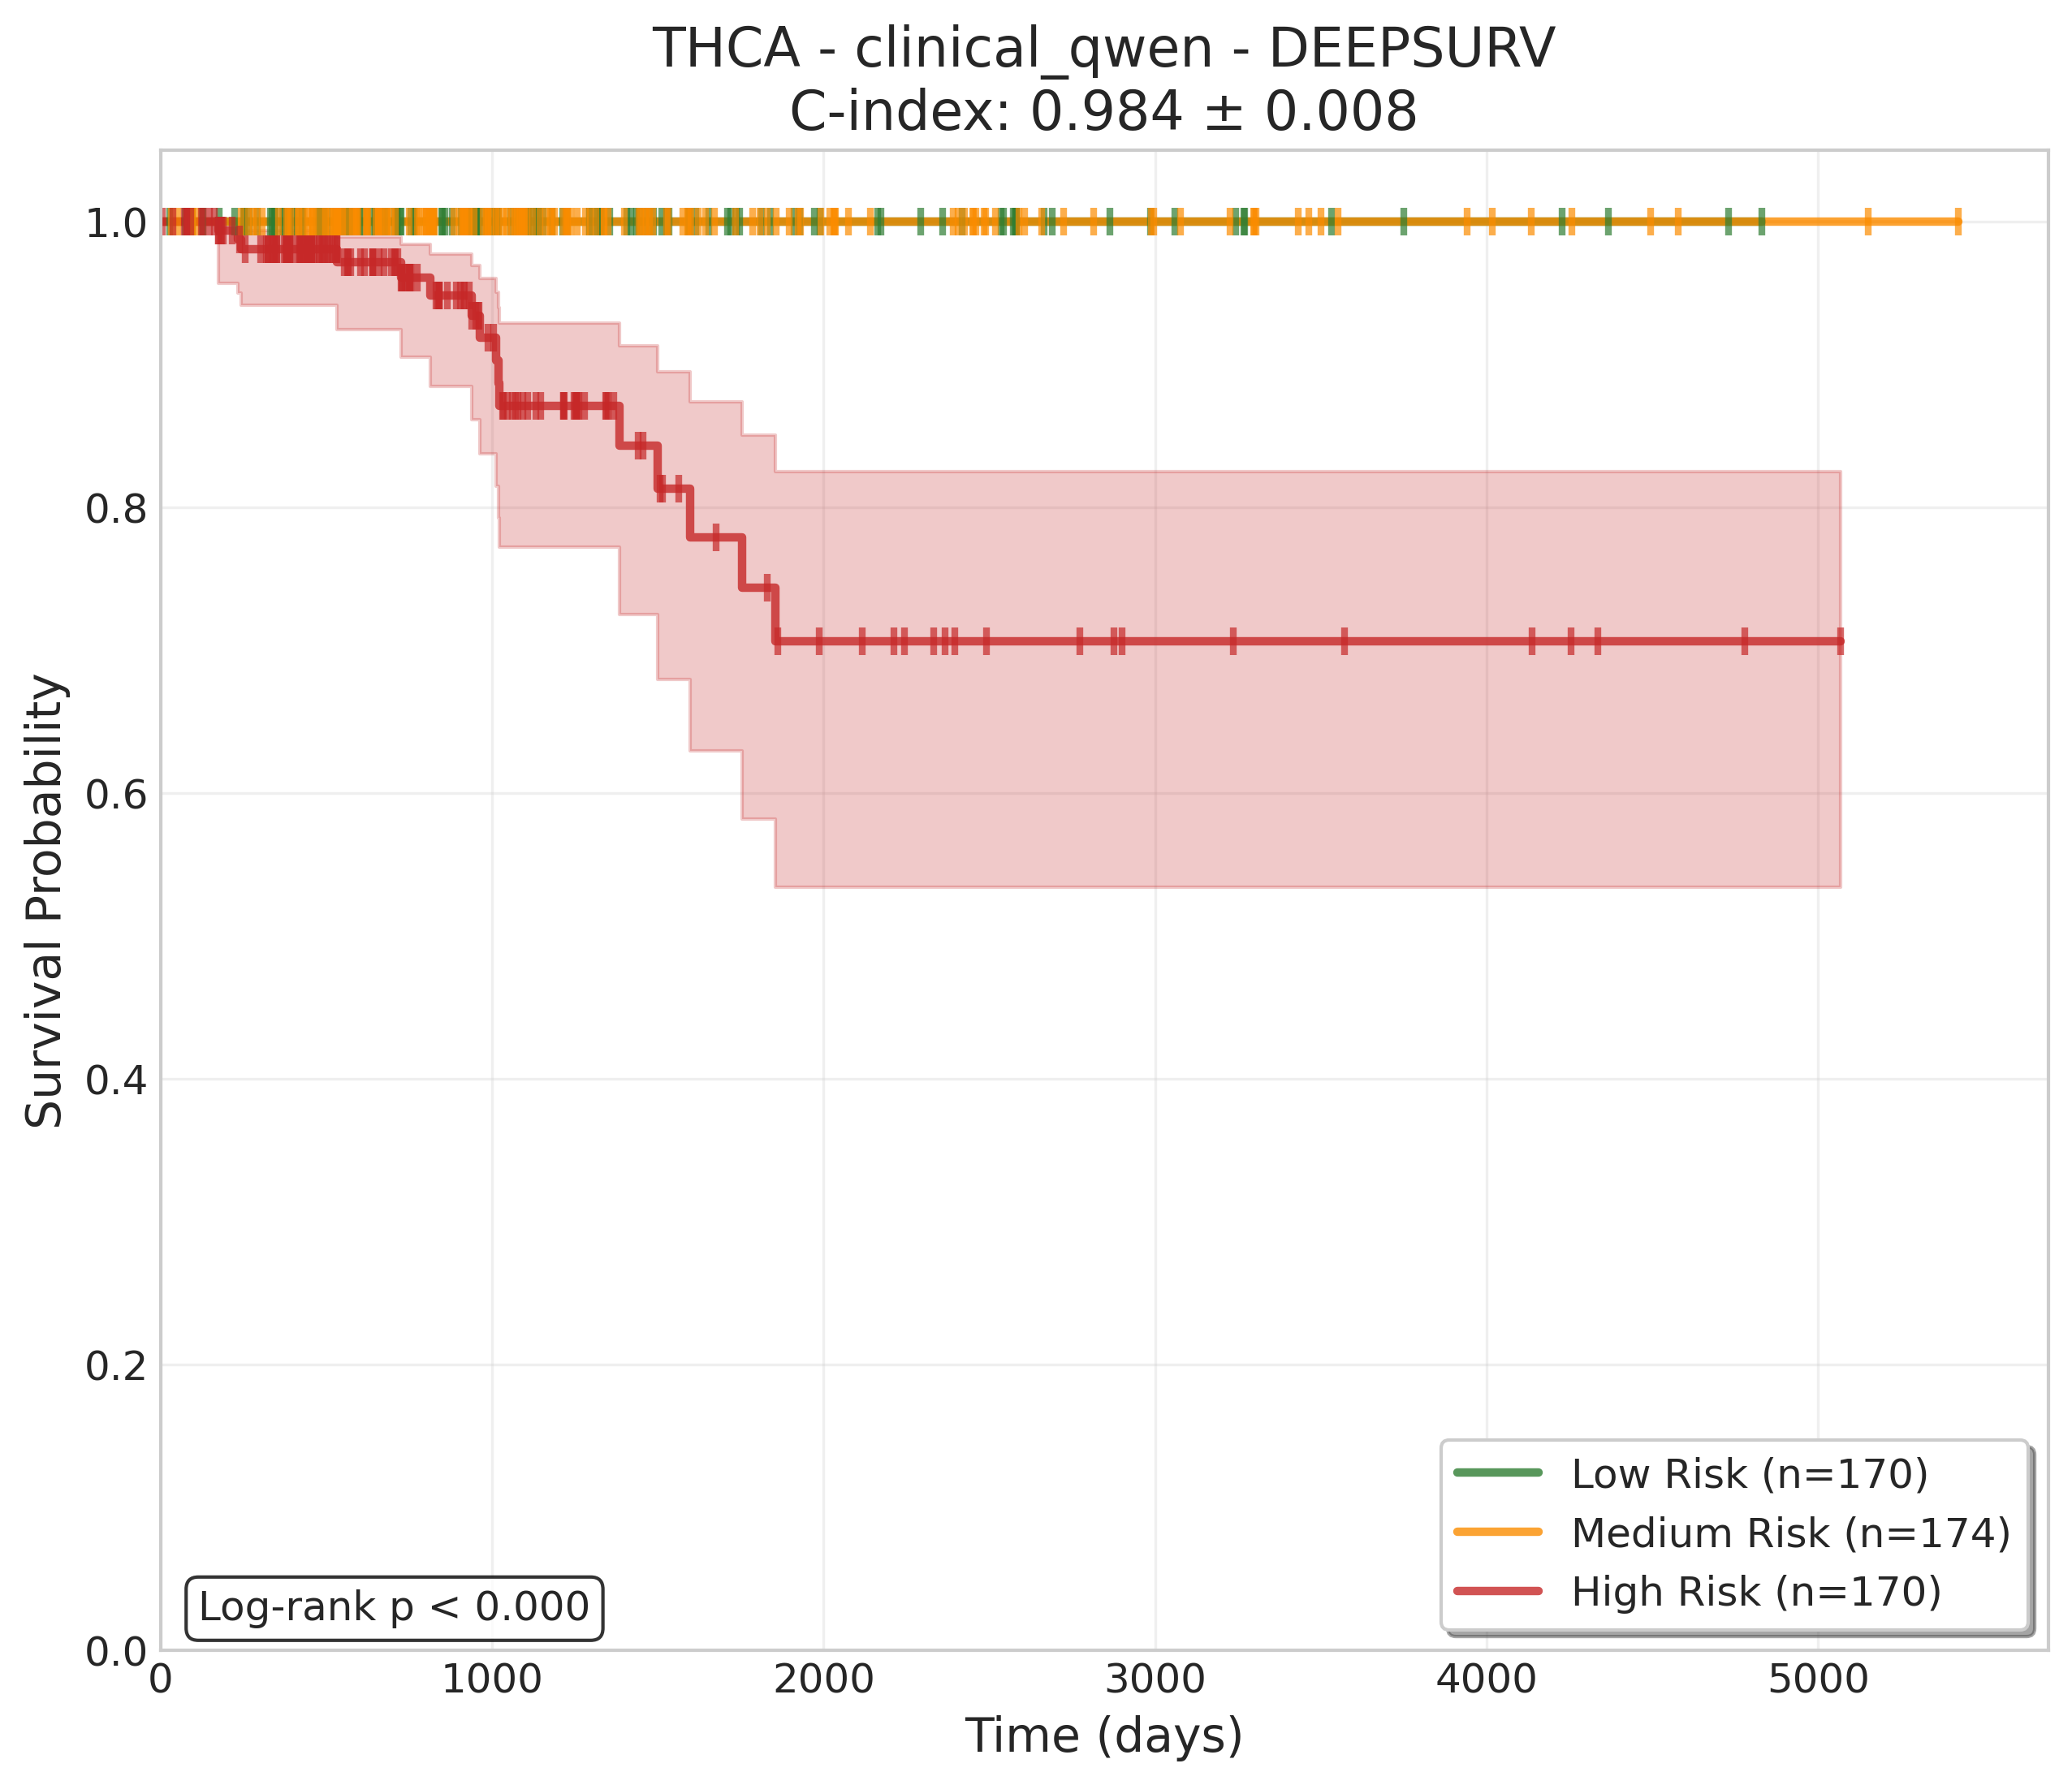 THCA - clinical_qwen - DEEPSURV
C-index: 0.984 ± 0.008
Survival Probability
1.0
0.8
0.6
0.4
0.2
0.0
0
1000
2000
3000
4000
5000
Time (days)
Log-rank p < 0.000
Low Risk (n=170)
Medium Risk (n=174)
High Risk (n=170)